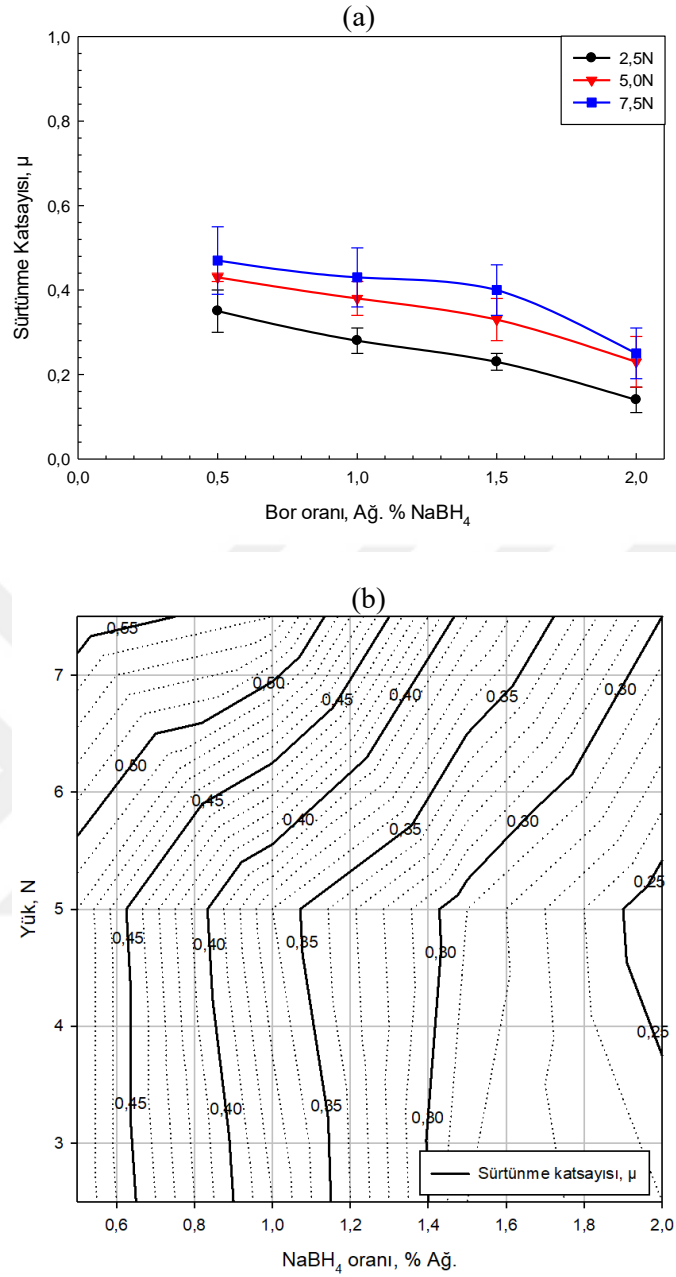 (a)
1,0
0,8
0,6
0,4
0,2
0,0
Sürtünme Katsayısı, µ
2,5N
5,0N
7,5N
0,0 0,5 1,0 1,5 2,0
Bor oranı, Ağ. % NaBH4
(b)
7
6
5
4
3
Yük, N
0,55
0,50
0,45
0,40
0,35
0,30
0,50
0,45
0,40
0,35
0,30
0,25
0,45
0,40
0,35
0,30
0,25
0,45
0,40
0,35
0,30
Sürtünme katsayısı, µ
0,6 0,8 1,0 1,2 1,4 1,6 1,8 2,0
NaBH4 oranı, % Ağ.